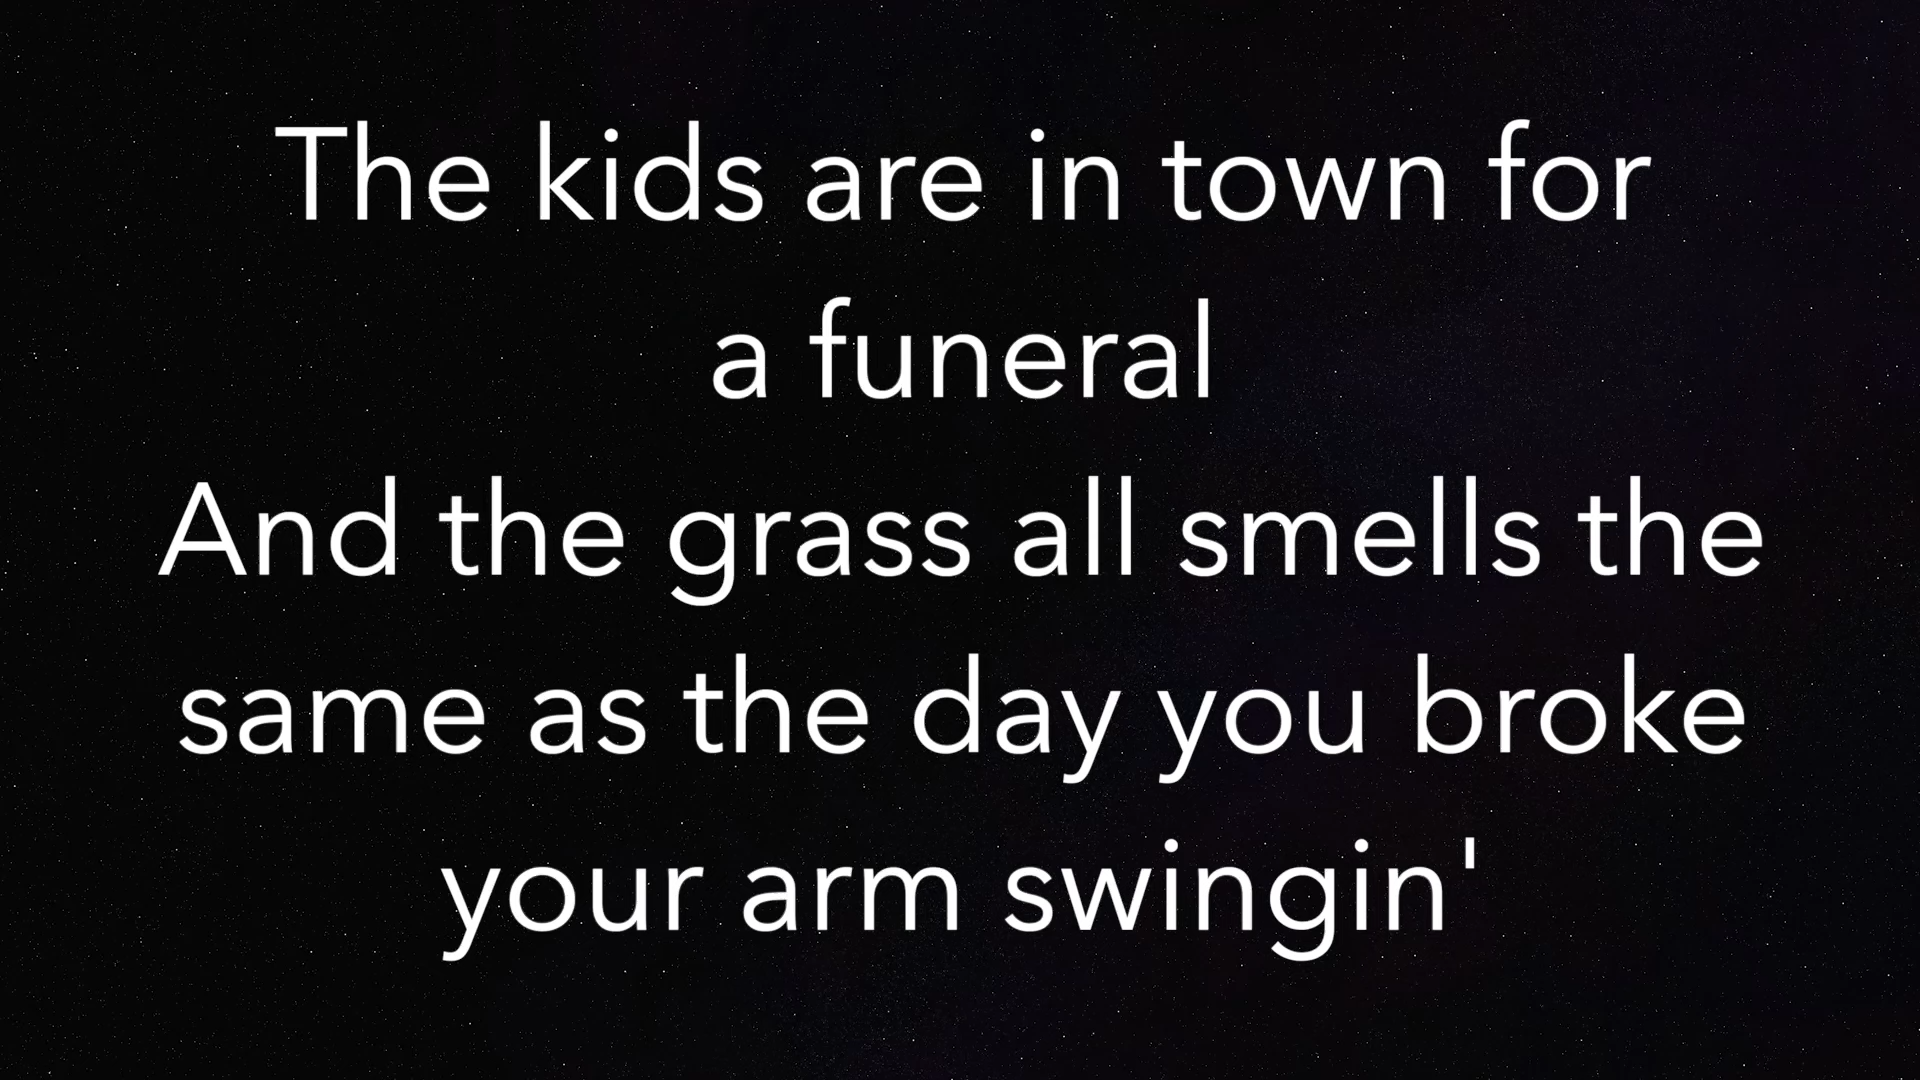 The kids are in town for
a funeral
And the grass all smells the
same as the day you broke
your arm swingin'